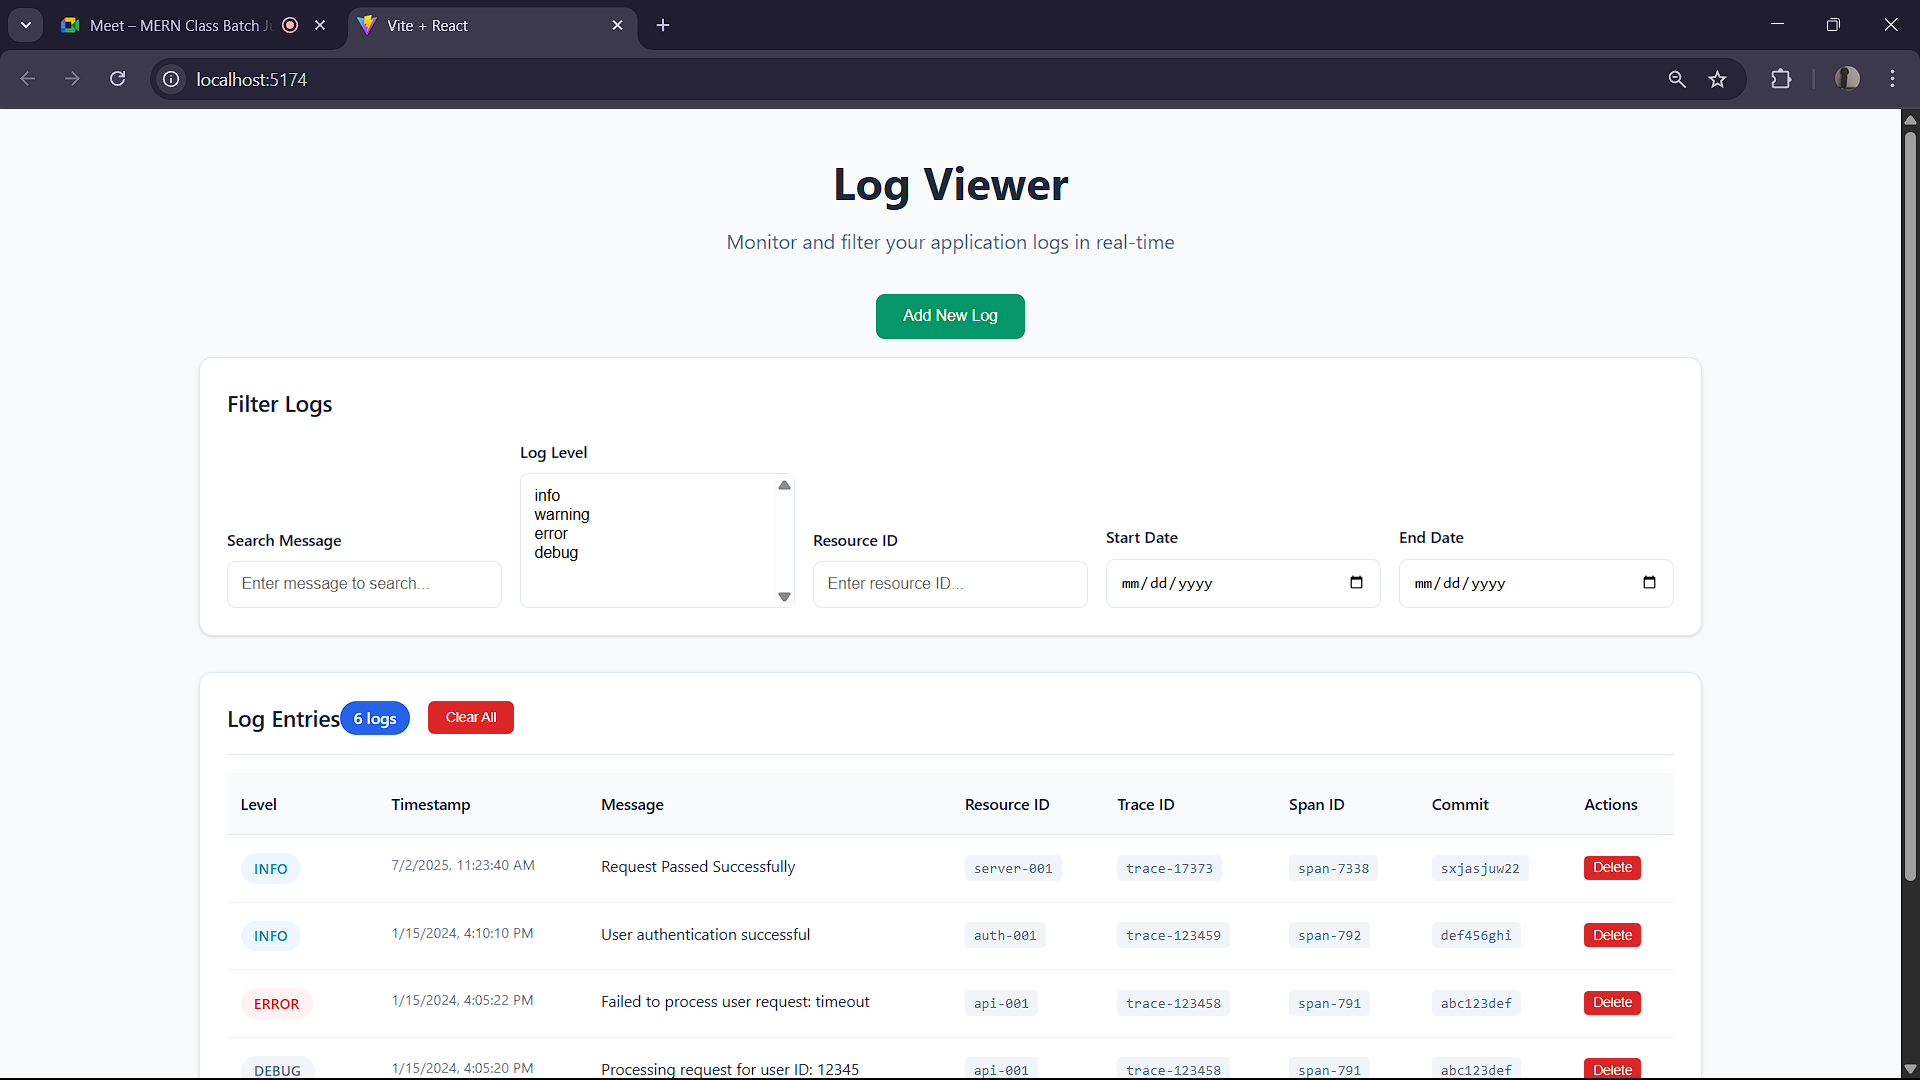 Meet – MERN Class Batch Ju
Vite + React
localhost:5174
Log Viewer
Monitor and filter your application logs in real-time
Add New Log
Filter Logs
Search Message
Enter message to search...
Log Level
info
warning
error
debug
Resource ID
Enter resource ID...
Start Date
mm/dd/yyyy
End Date
mm/dd/yyyy
Log Entries 6 logs Clear All
Level Timestamp Message Resource ID Trace ID Span ID Commit Actions
INFO 7/2/2025, 11:23:40 AM Request Passed Successfully server-001 trace-17373 span-7338 sxjasjuw22 Delete
INFO 1/15/2024, 4:10:10 PM User authentication successful auth-001 trace-123459 span-792 def456ghi Delete
ERROR 1/15/2024, 4:05:22 PM Failed to process user request: timeout api-001 trace-123458 span-791 abc123def Delete
DEBUG 1/15/2024, 4:05:20 PM Processing request for user ID: 12345 api-001 trace-123458 span-791 abc123def Delete